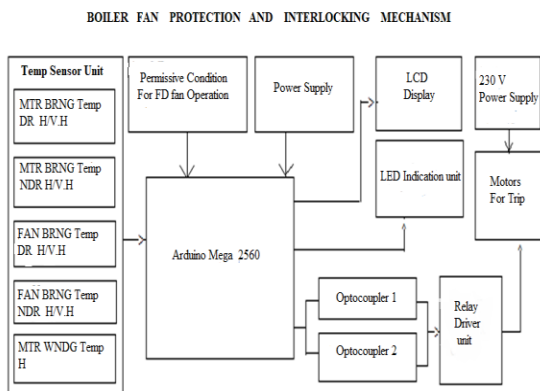 BOILER FAN PROTECTION AND INTERLOCKING MECHANISM
Temp Sensor Unit
MTR BRNG Temp
DR H/V.H
MTR BRNG Temp
NDR H/V.H
FAN BRNG Temp
DR H/V.H
FAN BRNG Temp
NDR H/V.H
MTR WNDG Temp
H
Permissive Condition
For FD fan Operation
Power Supply
LCD
Display
230 V
Power Supply
LED Indication unit
Motors
For Trip
Arduino Mega 2560
Optocoupler 1
Optocoupler 2
Relay
Driver
unit